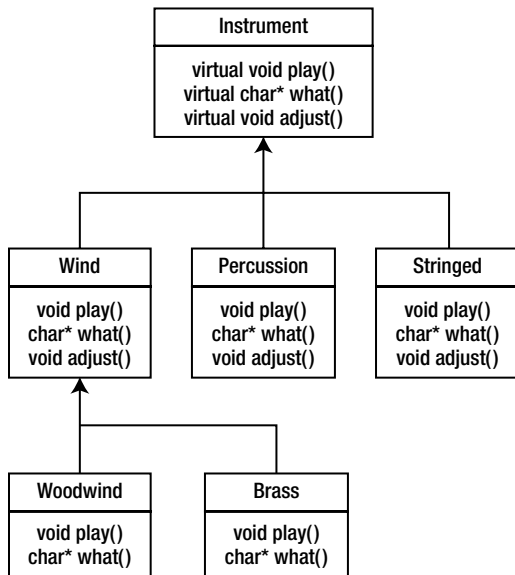 Instrument
virtual void play()
virtual char* what()
virtual void adjust()
Wind
void play()
char* what()
void adjust()
Percussion
void play()
char* what()
void adjust()
Stringed
void play()
char* what()
void adjust()
Woodwind
void play()
char* what()
Brass
void play()
char* what()